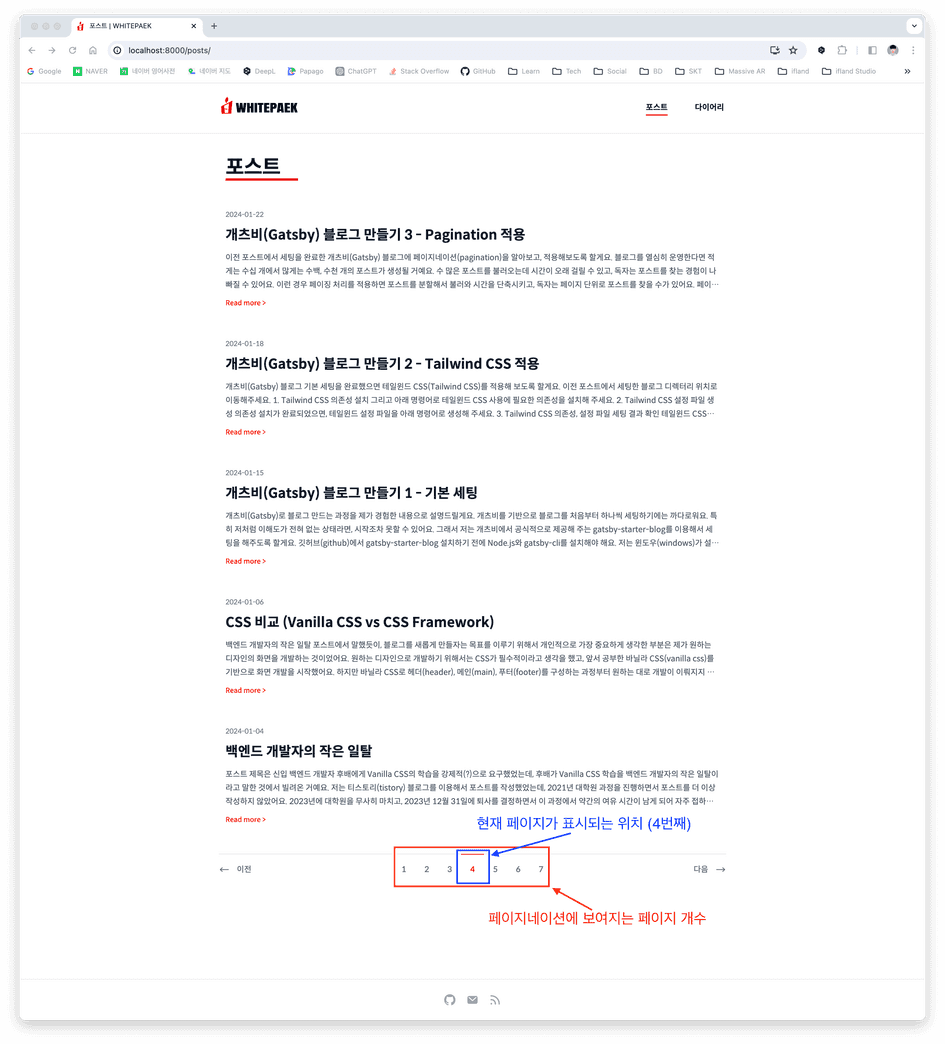 포스트 | WHITEPAEK
localhost:8000/posts/
Google NAVER 네이버 영어사전 네이버 지도 DeepL Papago ChatGPT Stack Overflow GitHub Learn Tech Social BD SKT Massive AR ifland ifland Studio
WHITEPAEK 포스트 다이어리
포스트
2024-01-22
개츠비(Gatsby) 블로그 만들기 3 - Pagination 적용
이전 포스트에서 세팅을 완료한 개츠비(Gatsby) 블로그에 페이지네이션(pagination)을 알아보고, 적용해보도록 할게요. 블로그를 열심히 운영한다면 적
게는 수십 개에서 많게는 수백, 수천 개의 포스트가 생성될 거예요. 수 많은 포스트를 불러오는데 시간이 오래 걸릴 수 있고, 독자는 포스트를 찾는 경험이 나
빠질 수 있어요. 이런 경우 페이징 처리를 적용하면 포스트를 분할해서 불러와 시간을 단축시키고, 독자는 페이지 단위로 포스트를 찾을 수가 있어요. 페이…
Read more >
2024-01-18
개츠비(Gatsby) 블로그 만들기 2 - Tailwind CSS 적용
개츠비(Gatsby) 블로그 기본 세팅을 완료했으면 테일윈드 CSS(Tailwind CSS)를 적용해 보도록 할게요. 이전 포스트에서 세팅한 블로그 디렉터리 위치로
이동해주세요. 1. Tailwind CSS 의존성 설치 그리고 아래 명령어로 테일윈드 CSS 사용에 필요한 의존성을 설치해 주세요. 2. Tailwind CSS 설정 파일 생
성 의존성 설치가 완료되었으면, 테일윈드 설정 파일을 아래 명령어로 생성해 주세요. 3. Tailwind CSS 의존성, 설정 파일 세팅 결과 확인 테일윈드 CSS…
Read more >
2024-01-15
개츠비(Gatsby) 블로그 만들기 1 - 기본 세팅
개츠비(Gatsby)로 블로그 만드는 과정을 제가 경험한 내용으로 설명드릴게요. 개츠비를 기반으로 블로그를 처음부터 하나씩 세팅하기에는 까다로워요. 특
히 저처럼 이해도가 전혀 없는 상태라면, 시작조차 못할 수 있어요. 그래서 저는 개츠비에서 공식적으로 제공해 주는 gatsby-starter-blog를 이용해서 세
팅을 해주도록 할게요. 깃허브(github)에서 gatsby-starter-blog 설치하기 전에 Node.js와 gatsby-cli를 설치해야 해요. 저는 윈도우(windows)가 설…
Read more >
2024-01-06
CSS 비교 (Vanilla CSS vs CSS Framework)
백엔드 개발자의 작은 일탈 포스트에서 말했듯이, 블로그를 새롭게 만들자는 목표를 이루기 위해서 개인적으로 가장 중요하게 생각한 부분은 제가 원하는
디자인의 화면을 개발하는 것이었어요. 원하는 디자인으로 개발하기 위해서는 CSS가 필수적이라고 생각을 했고, 앞서 공부한 바닐라 CSS(vanilla css)를
기반으로 화면 개발을 시작했어요. 하지만 바닐라 CSS로 헤더(header), 메인(main), 푸터(footer)를 구성하는 과정부터 원하는 대로 개발이 이뤄지지 …
Read more >
2024-01-04
백엔드 개발자의 작은 일탈
포스트 제목은 신입 백엔드 개발자 후배에게 Vanilla CSS의 학습을 강제적(?)으로 요구했었는데, 후배가 Vanilla CSS 학습을 백엔드 개발자의 작은 일탈이
라고 말한 것에서 빌려온 거예요. 저는 티스토리(tistory) 블로그를 이용해서 포스트를 작성했었는데, 2021년 대학원 과정을 진행하면서 포스트를 더 이상
작성하지 않았어요. 2023년에 대학원을 무사히 마치고, 2023년 12월 31일에 퇴사를 결정하면서 이 과정에서 약간의 여유 시간이 남게 되어 자주 접하…
Read more >
현재 페이지가 표시되는 위치 (4번째)
← 이전 1 2 3 4 5 6 7 다음 →
페이지네이션에 보여지는 페이지 개수